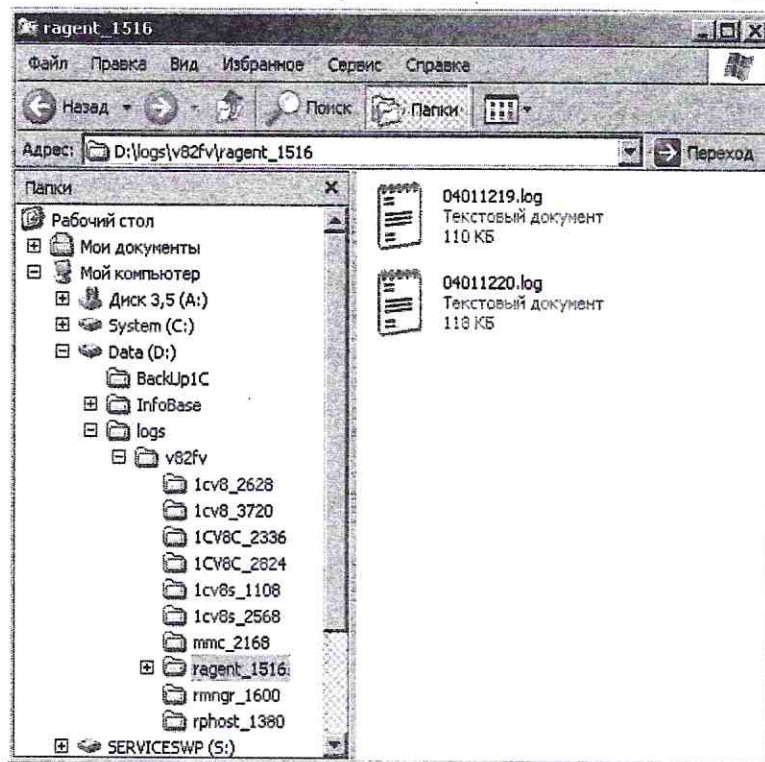 ragent_1516
Файл Правка Вид Избранное Сервис Справка
Назад Поиск Папки
Адрес: D:\logs\v82fv\ragent_1516 Переход
Папки
Рабочий стол
Мои документы
Мой компьютер
Диск 3,5 (A:)
System (C:)
Data (D:)
BackUp1C
InfoBase
logs
v82fv
1cv8_2628
1cv8_3720
1CV8C_2336
1CV8C_2824
1cv8s_1108
1cv8s_2568
mmc_2168
ragent_1516
rmngr_1600
rphost_1380
SERVICESWP (S:)
04011219.log
Текстовый документ
110 КБ
04011220.log
Текстовый документ
118 КБ